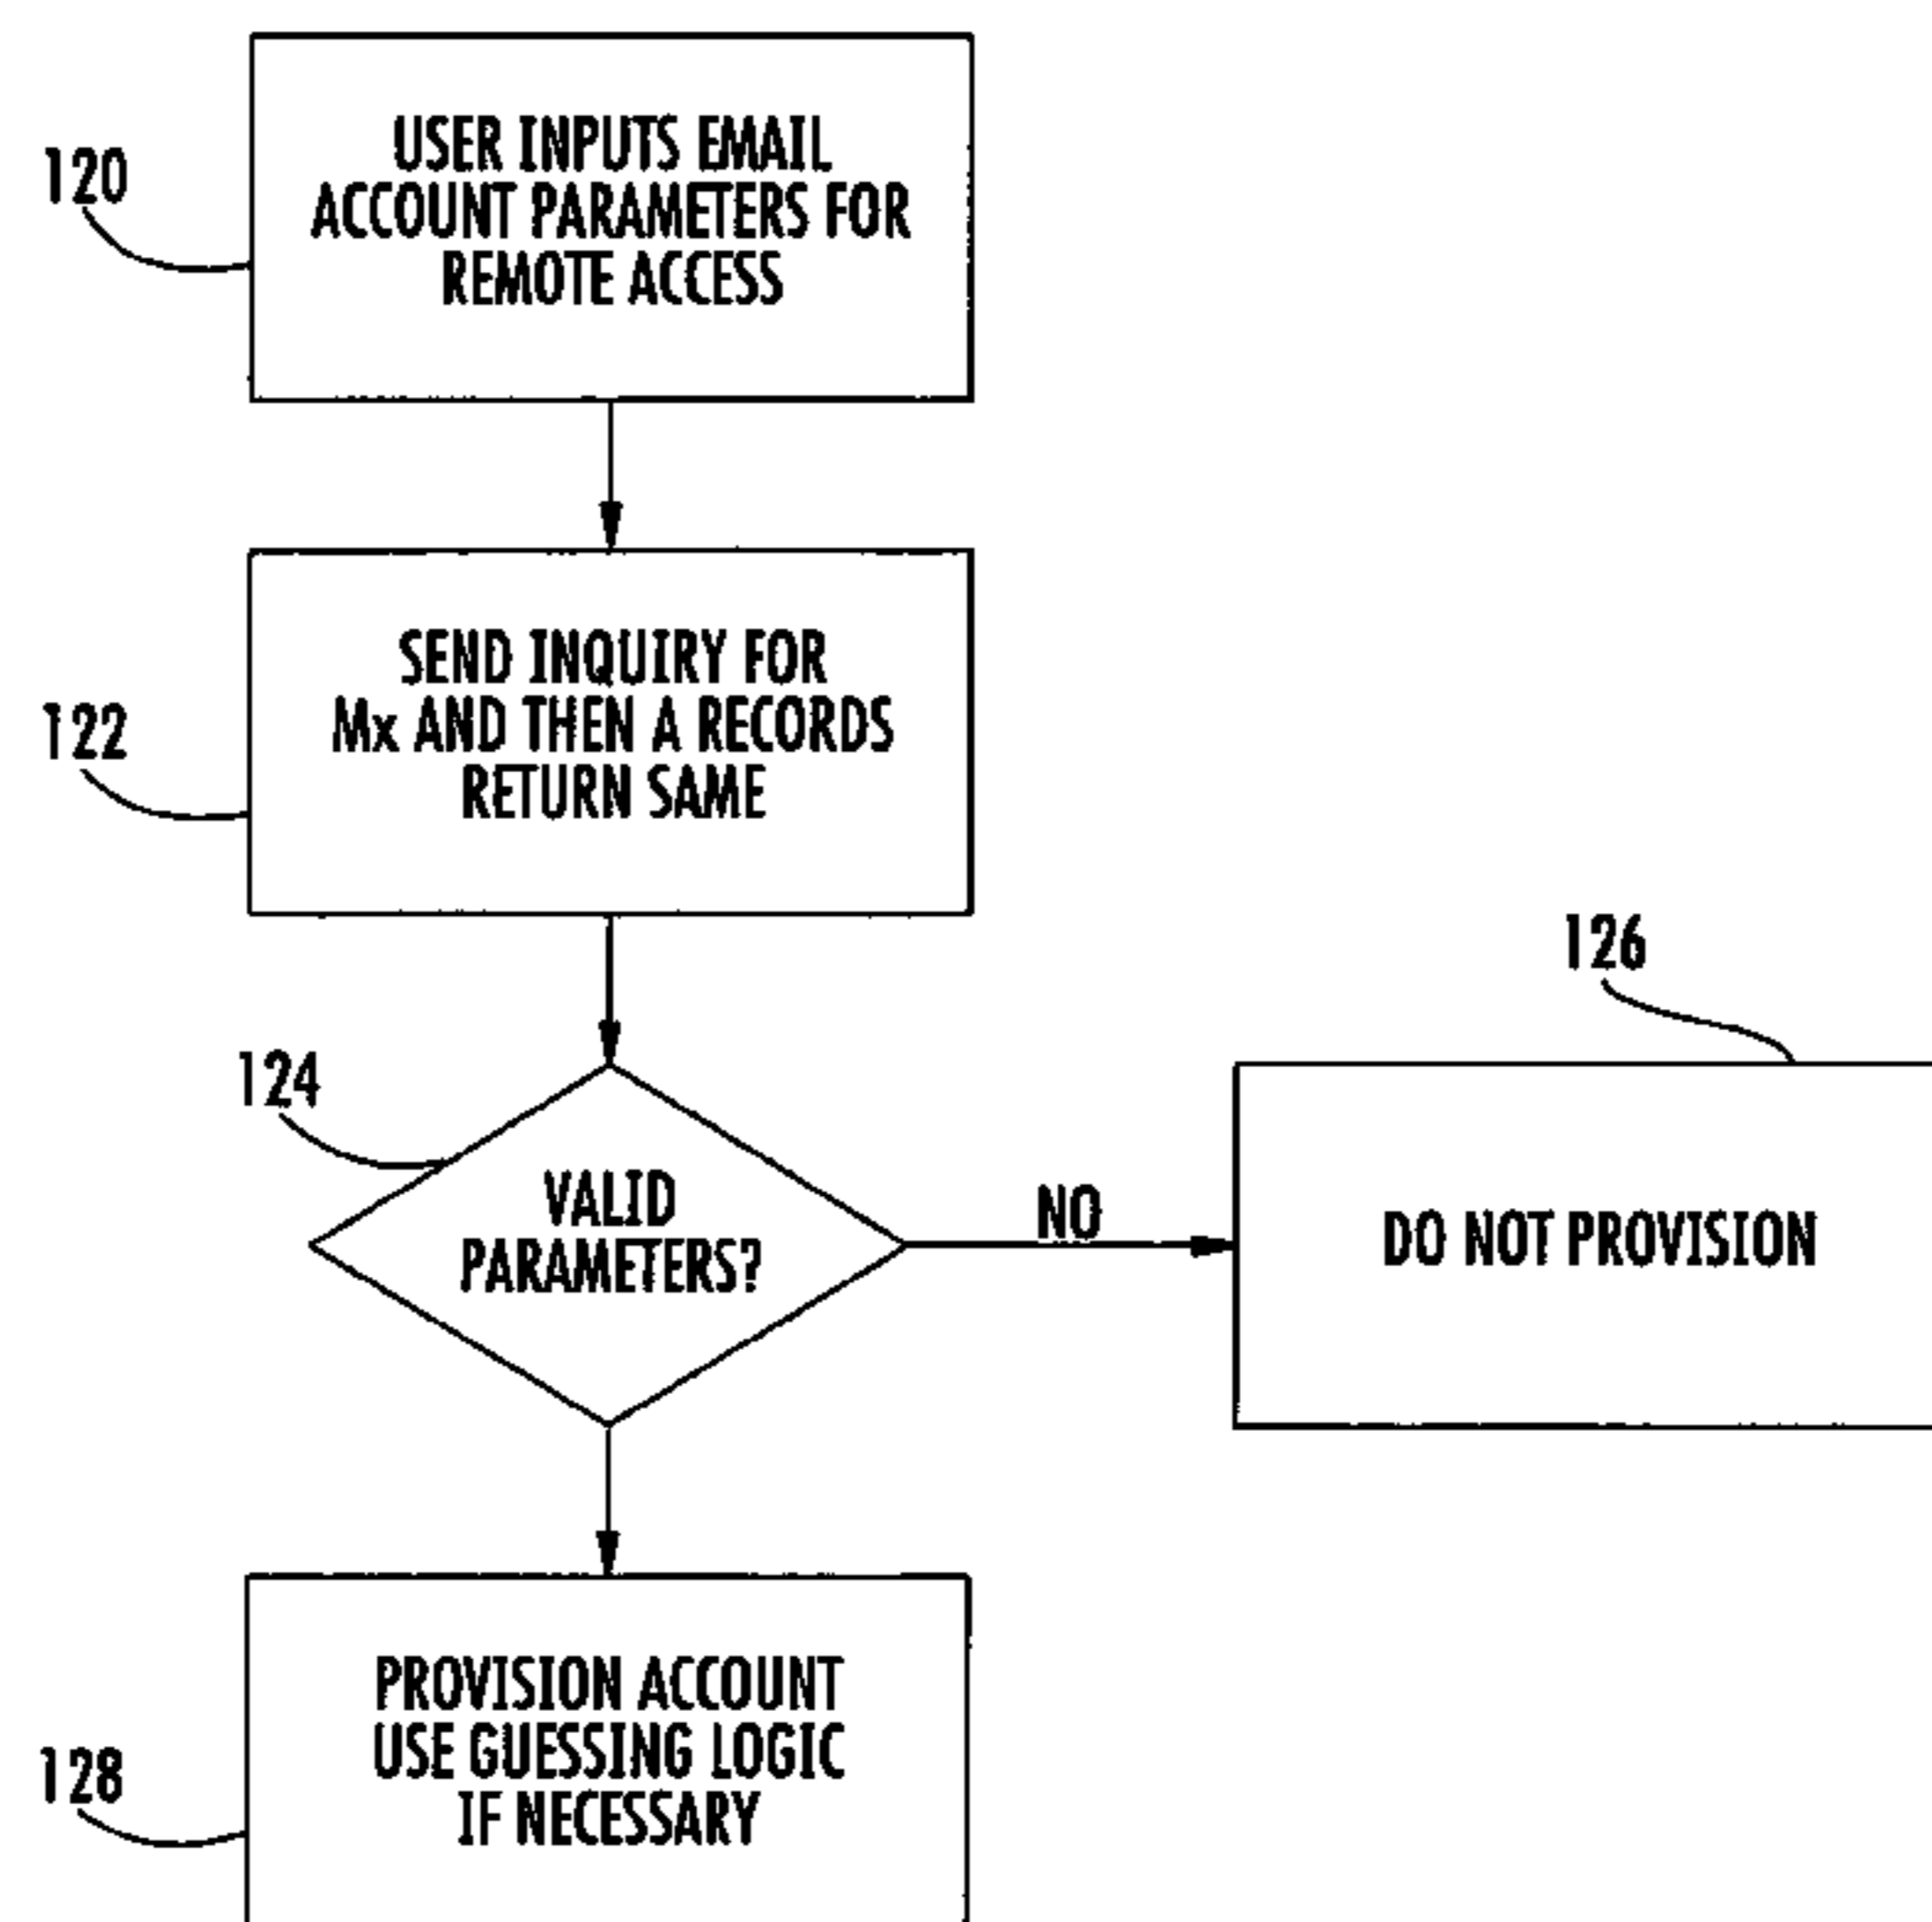 120
USER INPUTS EMAIL
ACCOUNT PARAMETERS FOR
REMOTE ACCESS
122
SEND INQUIRY FOR
Mx AND THEN A RECORDS
RETURN SAME
124
VALID
PARAMETERS?
NO
126
DO NOT PROVISION
128
PROVISION ACCOUNT
USE GUESSING LOGIC
IF NECESSARY